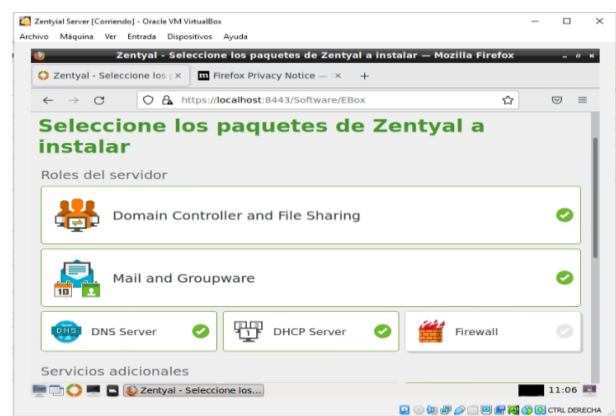 Zentyial Server [Corriendo] - Oracle VM VirtualBox
Archivo Máquina Ver Entrada Dispositivos Ayuda
Zentyal - Seleccione los paquetes de Zentyal a instalar — Mozilla Firefox
Zentyal - Seleccione los
Firefox Privacy Notice —
https://localhost:8443/Software/EBox
Seleccione los paquetes de Zentyal a
instalar
Roles del servidor
Domain Controller and File Sharing
Mail and Groupware
10
DNS DNS Server
1 DHCP Server
Firewall
Servicios adicionales
Zentyal - Seleccione los...
11:06
CTRL DERECHA